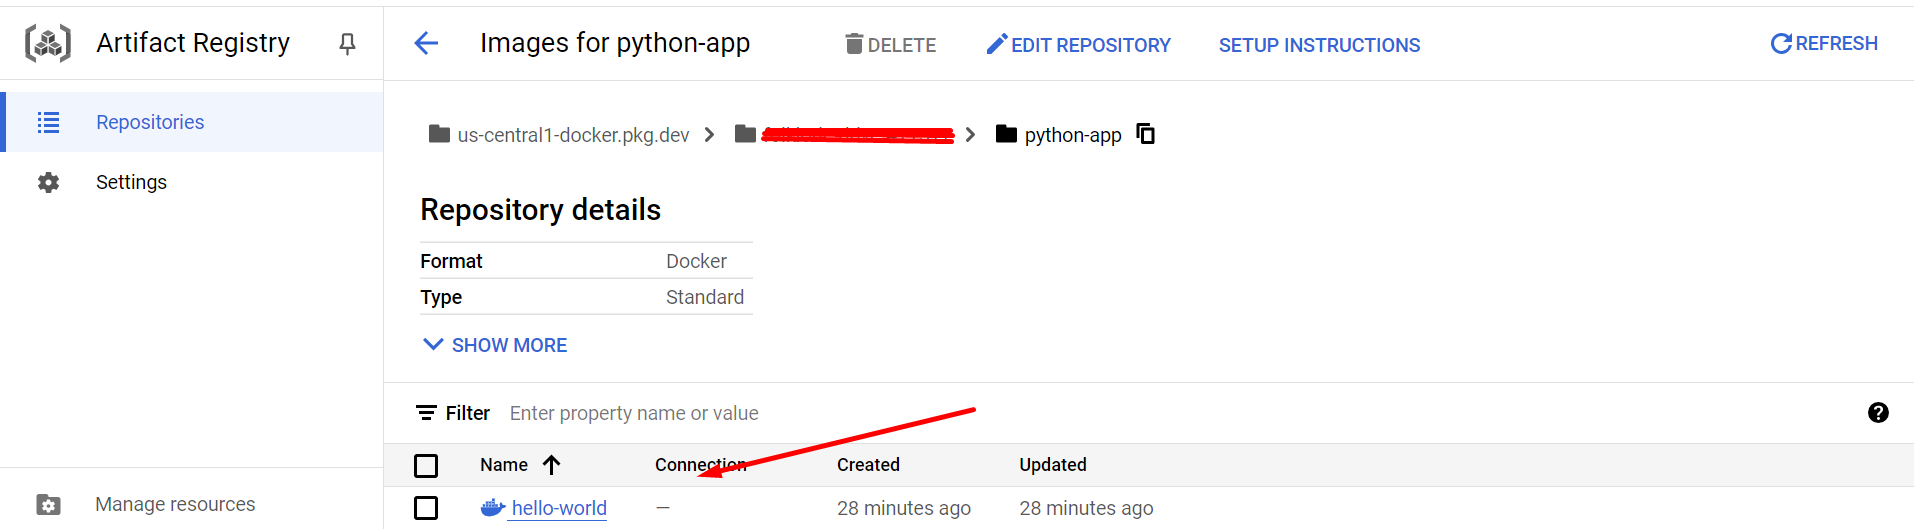 Artifact Registry
Images for python-app
DELETE
EDIT REPOSITORY
SETUP INSTRUCTIONS
REFRESH
Repositories
Settings
us-central1-docker.pkg.dev
python-app
Repository details
Format Docker
Type Standard
SHOW MORE
Filter Enter property name or value
Name Connection Created Updated
hello-world — 28 minutes ago 28 minutes ago
Manage resources